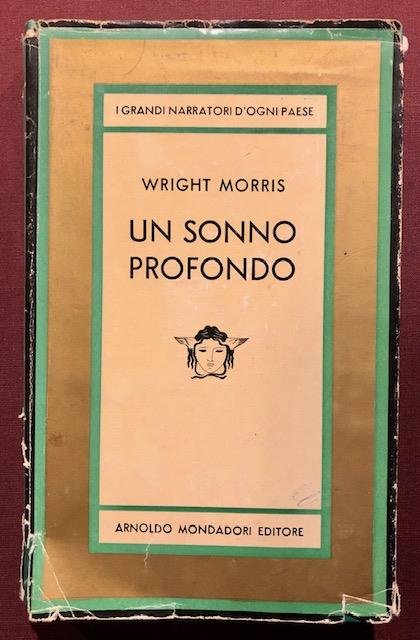 I GRANDI NARRATORI D'OGNI PAESE
WRIGHT MORRIS
UN SONNO
PROFONDO
ARNOLDO MONDADORI EDITORE